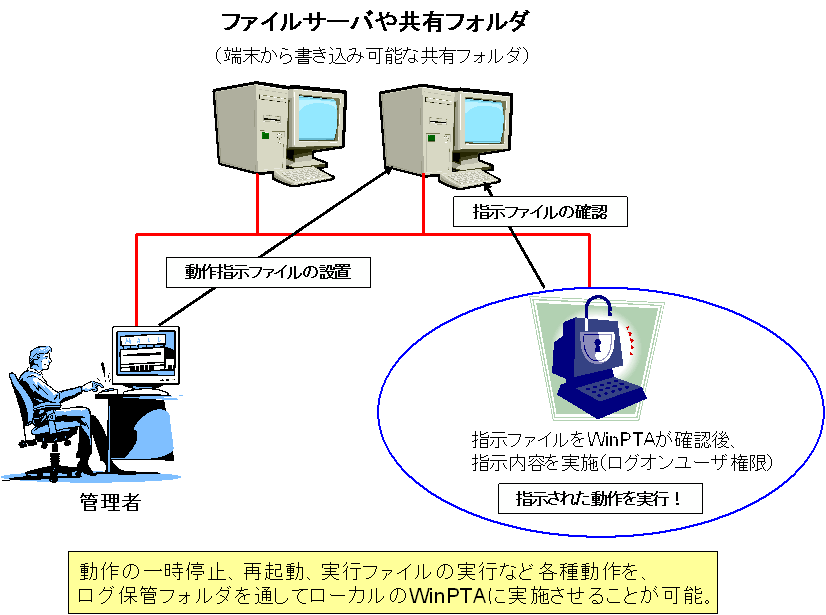 ファイルサーバや共有フォルダ
（端末から書き込み可能な共有フォルダ）
指示ファイルの確認
動作指示ファイルの設置
指示ファイルをWinPTAが確認後、
指示内容を実施(ログオンユーザ権限)
管理者
指示された動作を実行！
動作の一時停止、再起動、実行ファイルの実行など各種動作を、
ログ保管フォルダを通してローカルのWinPTAに実施させることが可能。